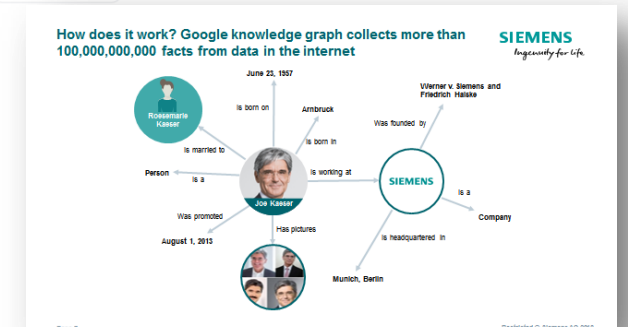 How does it work? Google knowledge graph collects more than
100,000,000,000 facts from data in the internet
SIEMENS
Ingenuity for life
June 23, 1957
Werner v. Siemens and
Friedrich Halske
Is born on
Arnbruck
Rosemarie
Kaeser
Was founded by
Is born in
Is married to
Person
Is a
Is working at
SIEMENS
Is a
Joe Kaeser
Was promoted
Company
Has pictures
August 1, 2013
Is headquartered in
Munich, Berlin